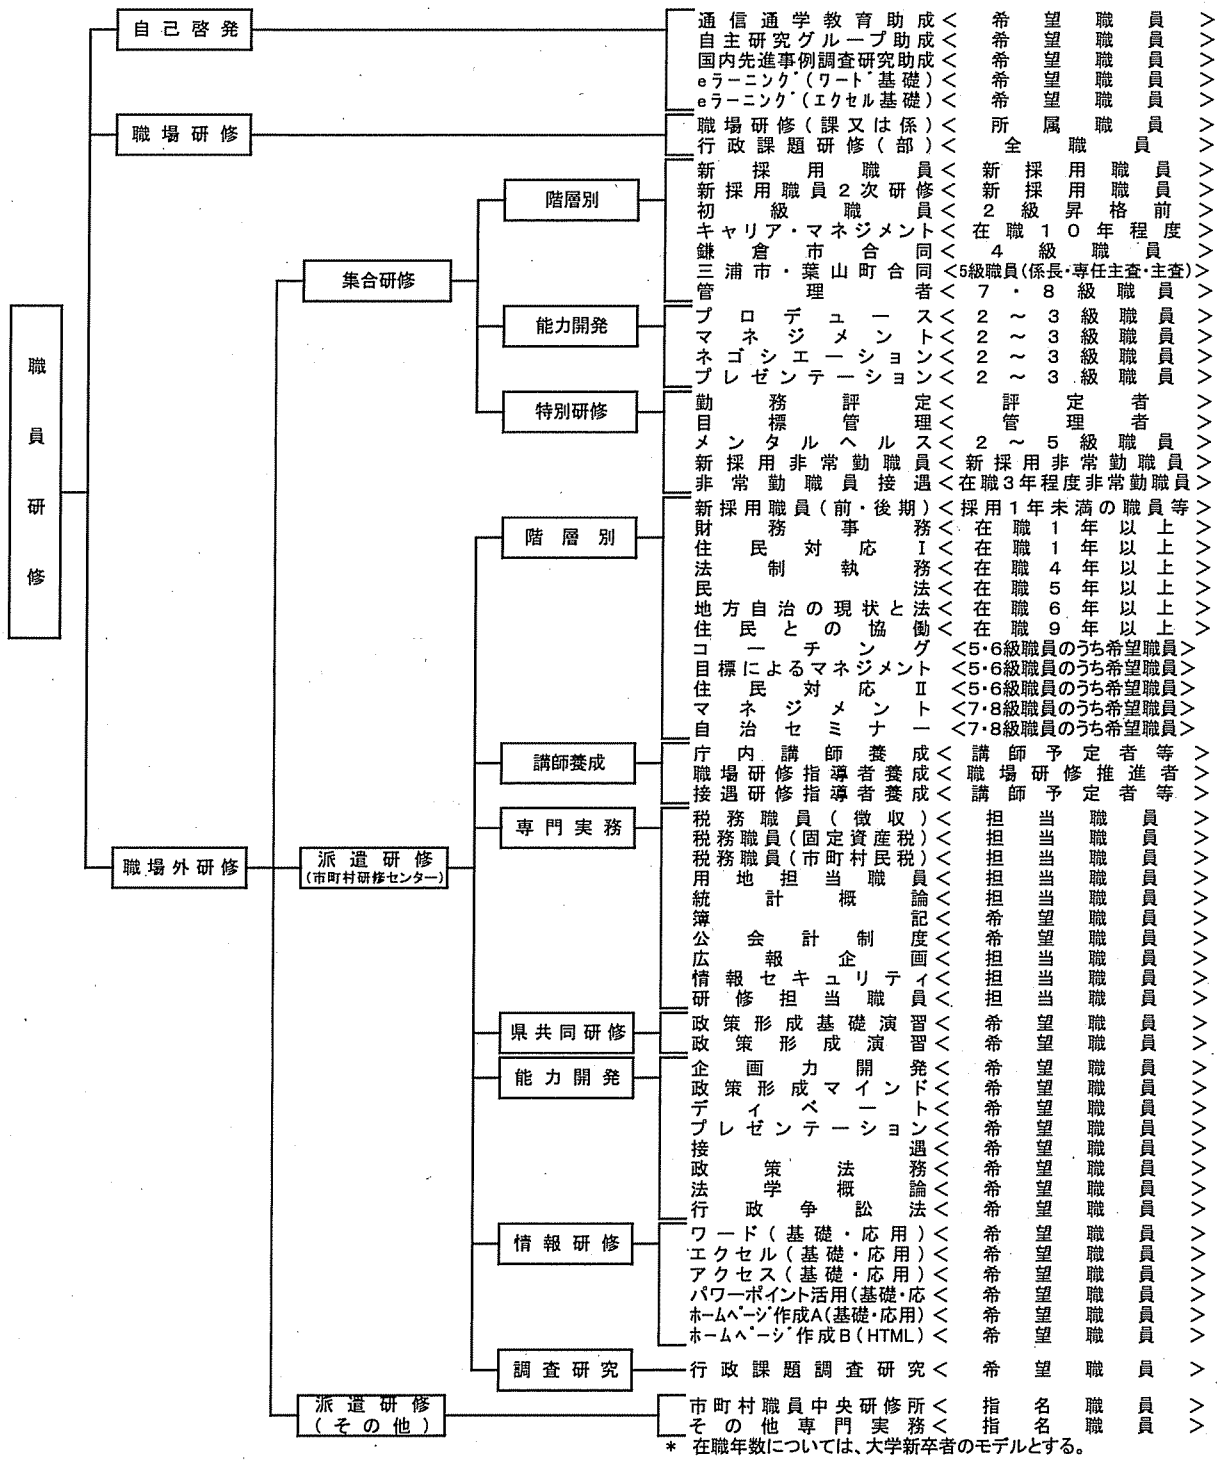 職員研修
自己啓発
通信通学教育助成＜希望職員＞
自主研究グループ助成＜希望職員＞
国内先進事例調査研究助成＜希望職員＞
eラーニング(ワード基礎)＜希望職員＞
eラーニング(エクセル基礎)＜希望職員＞
職場研修
職場研修(課又は係)＜所属職員＞
行政課題研修(部)＜全職員＞
職場外研修
集合研修
階層別
新採用職員＜新採用職員＞
新採用職員２次研修＜新採用職員＞
初級職員＜２級昇格前＞
キャリア・マネジメント＜在職１０年程度＞
鎌倉市合同＜４級職員＞
三浦市・葉山町合同＜5級職員(係長・専任主査・主査)＞
管理者＜７・８級職員＞
能力開発
プロデュース＜２～３級職員＞
マネジメント＜２～３級職員＞
ネゴシエーション＜２～３級職員＞
プレゼンテーション＜２～３級職員＞
特別研修
勤務評定＜評定者＞
目標管理＜管理者＞
メンタルヘルス＜２～５級職員＞
新採用非常勤職員＜新採用非常勤職員＞
非常勤職員接遇＜在職3年程度非常勤職員＞
派遣研修
(市町村研修センター)
階層別
新採用職員(前・後期)＜採用1年未満の職員等＞
財務事務＜在職１年以上＞
住民対応Ⅰ＜在職１年以上＞
法制執務＜在職４年以上＞
民法＜在職５年以上＞
地方自治の現状と法＜在職６年以上＞
住民との協働＜在職９年以上＞
コーチング＜5・6級職員のうち希望職員＞
目標によるマネジメント＜5・6級職員のうち希望職員＞
住民対応Ⅱ＜5・6級職員のうち希望職員＞
マネジメント＜7・8級職員のうち希望職員＞
自治セミナー＜7・8級職員のうち希望職員＞
講師養成
庁内講師養成＜講師予定者等＞
職場研修指導者養成＜職場研修推進者＞
接遇研修指導者養成＜講師予定者等＞
専門実務
税務職員(徴収)＜担当職員＞
税務職員(固定資産税)＜担当職員＞
税務職員(市町村民税)＜担当職員＞
用地担当職員＜担当職員＞
統計概論＜担当職員＞
簿記＜希望職員＞
公会計制度＜希望職員＞
広報企画＜担当職員＞
情報セキュリティ＜担当職員＞
研修担当職員＜担当職員＞
県共同研修
政策形成基礎演習＜希望職員＞
政策形成演習＜希望職員＞
能力開発
企画力開発＜希望職員＞
政策形成マインド＜希望職員＞
ディベート＜希望職員＞
プレゼンテーション＜希望職員＞
接遇＜希望職員＞
政策法務＜希望職員＞
法学概論＜希望職員＞
行政争訟法＜希望職員＞
情報研修
ワード(基礎・応用)＜希望職員＞
エクセル(基礎・応用)＜希望職員＞
アクセス(基礎・応用)＜希望職員＞
パワーポイント活用(基礎・応＜希望職員＞
ホームページ作成A(基礎・応用)＜希望職員＞
ホームページ作成B(HTML)＜希望職員＞
調査研究
行政課題調査研究＜希望職員＞
派遣研修
(その他)
市町村職員中央研修所＜指名職員＞
その他専門実務＜指名職員＞
* 在職年数については、大学新卒者のモデルとする。